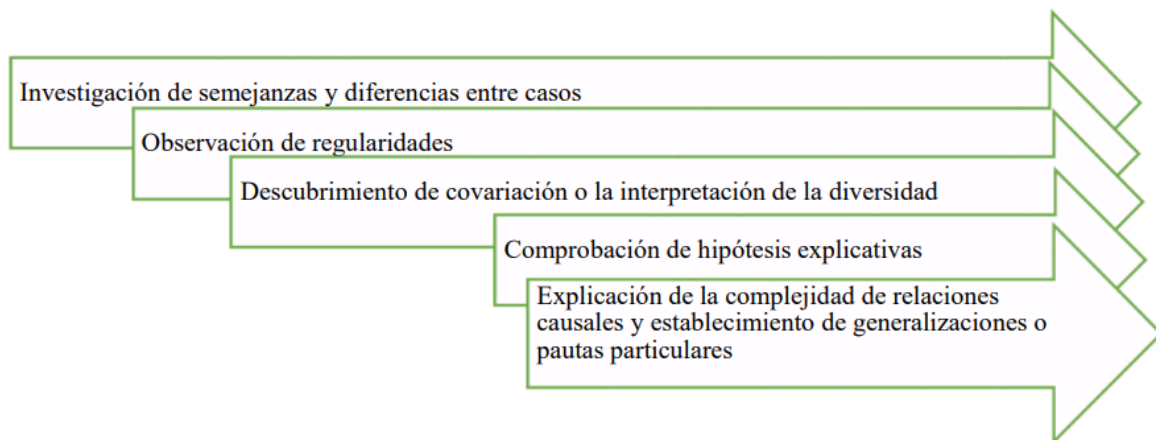 Investigación de semejanzas y diferencias entre casos
Observación de regularidades
Descubrimiento de covariación o la interpretación de la diversidad
Comprobación de hipótesis explicativas
Explicación de la complejidad de relaciones
causales y establecimiento de generalizaciones o
pautas particulares